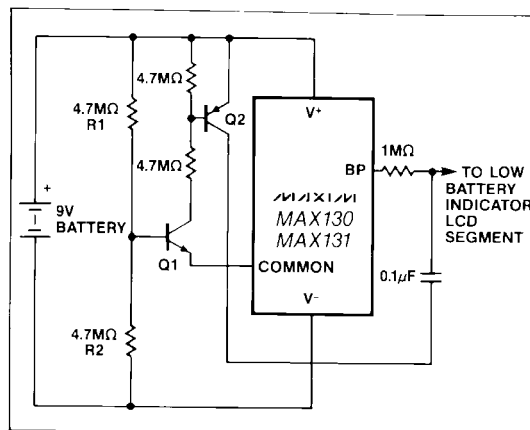 4.7MΩ
4.7MΩ
R1
Q2
V+
4.7MΩ
1MΩ
BP
TO LOW
BATTERY
INDICATOR
LCD
SEGMENT
+
9V
BATTERY
MAXIM
MAX130
MAX131
Q1
COMMON
0.1μF
V-
4.7MΩ
R2